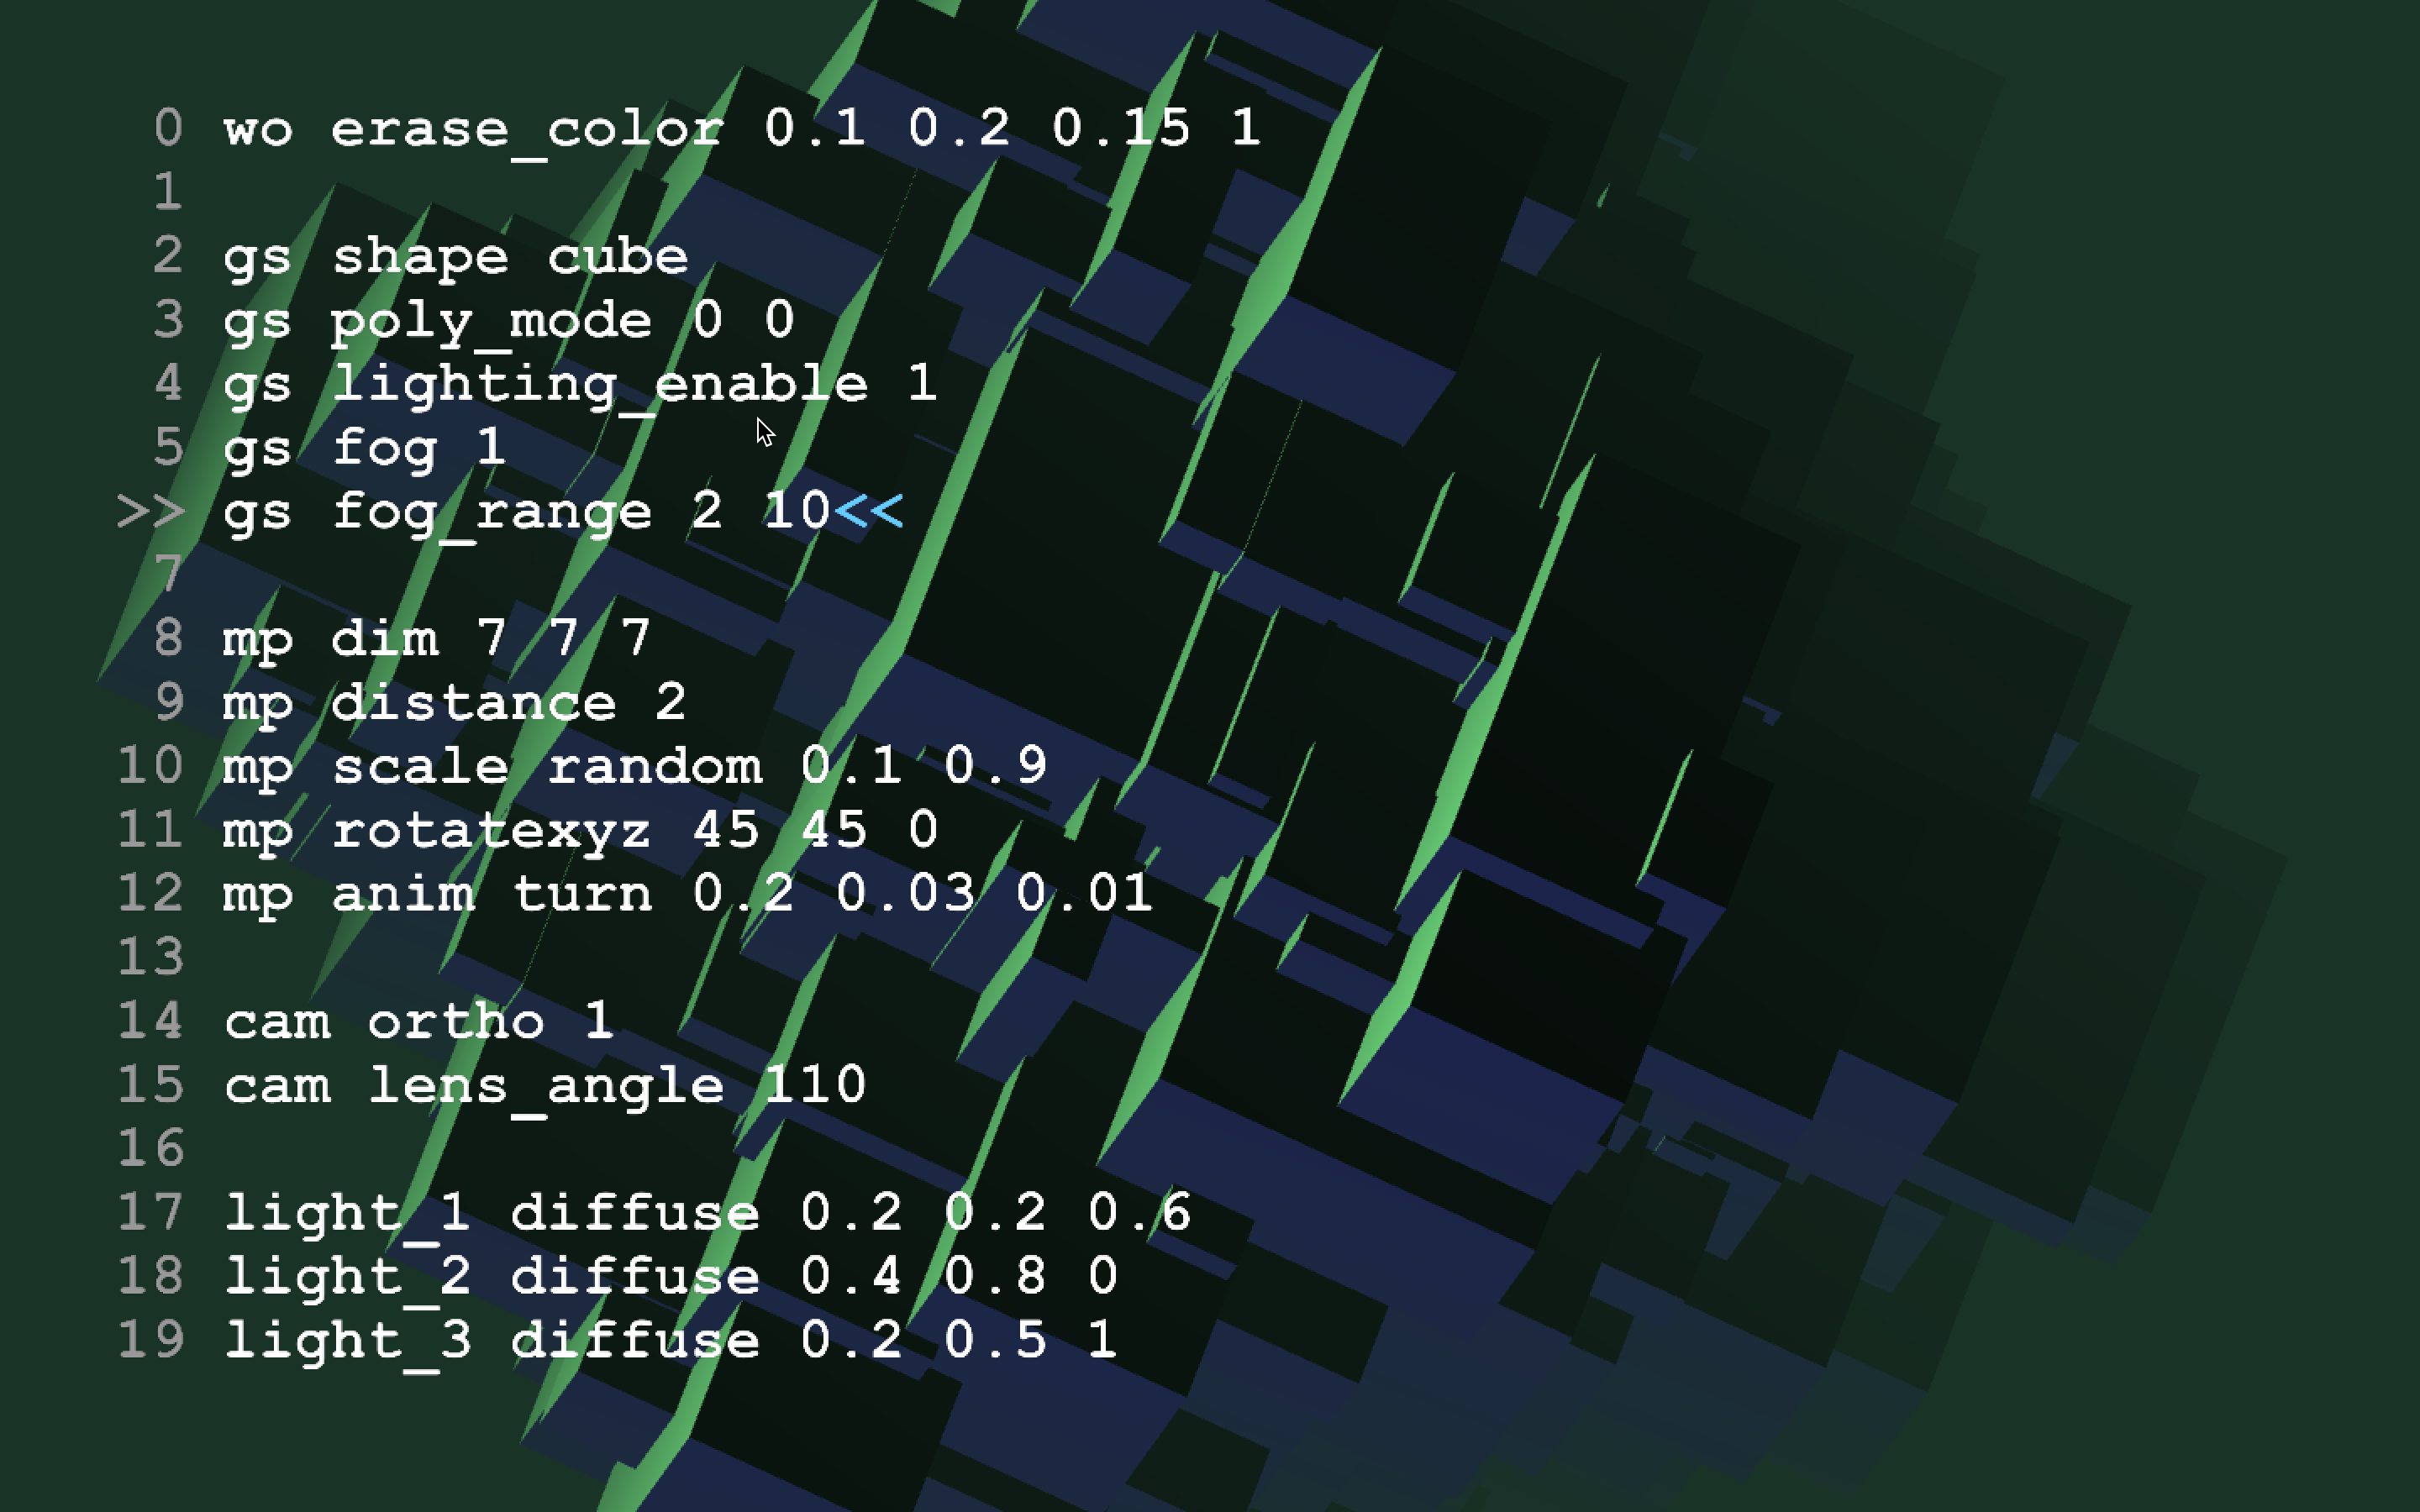 0 wo erase_color 0.1 0.2 0.15 1
1
2 gs shape cube
3 gs poly_mode 0 0
4 gs lighting_enable 1
5 gs fog 1
>> gs fog_range 2 10<<
7
8 mp dim 7 7 7
9 mp distance 2
10 mp scale random 0.1 0.9
11 mp rotatexyz 45 45 0
12 mp anim turn 0.2 0.03 0.01
13
14 cam ortho 1
15 cam lens_angle 110
16
17 light_1 diffuse 0.2 0.2 0.6
18 light_2 diffuse 0.4 0.8 0
19 light_3 diffuse 0.2 0.5 1